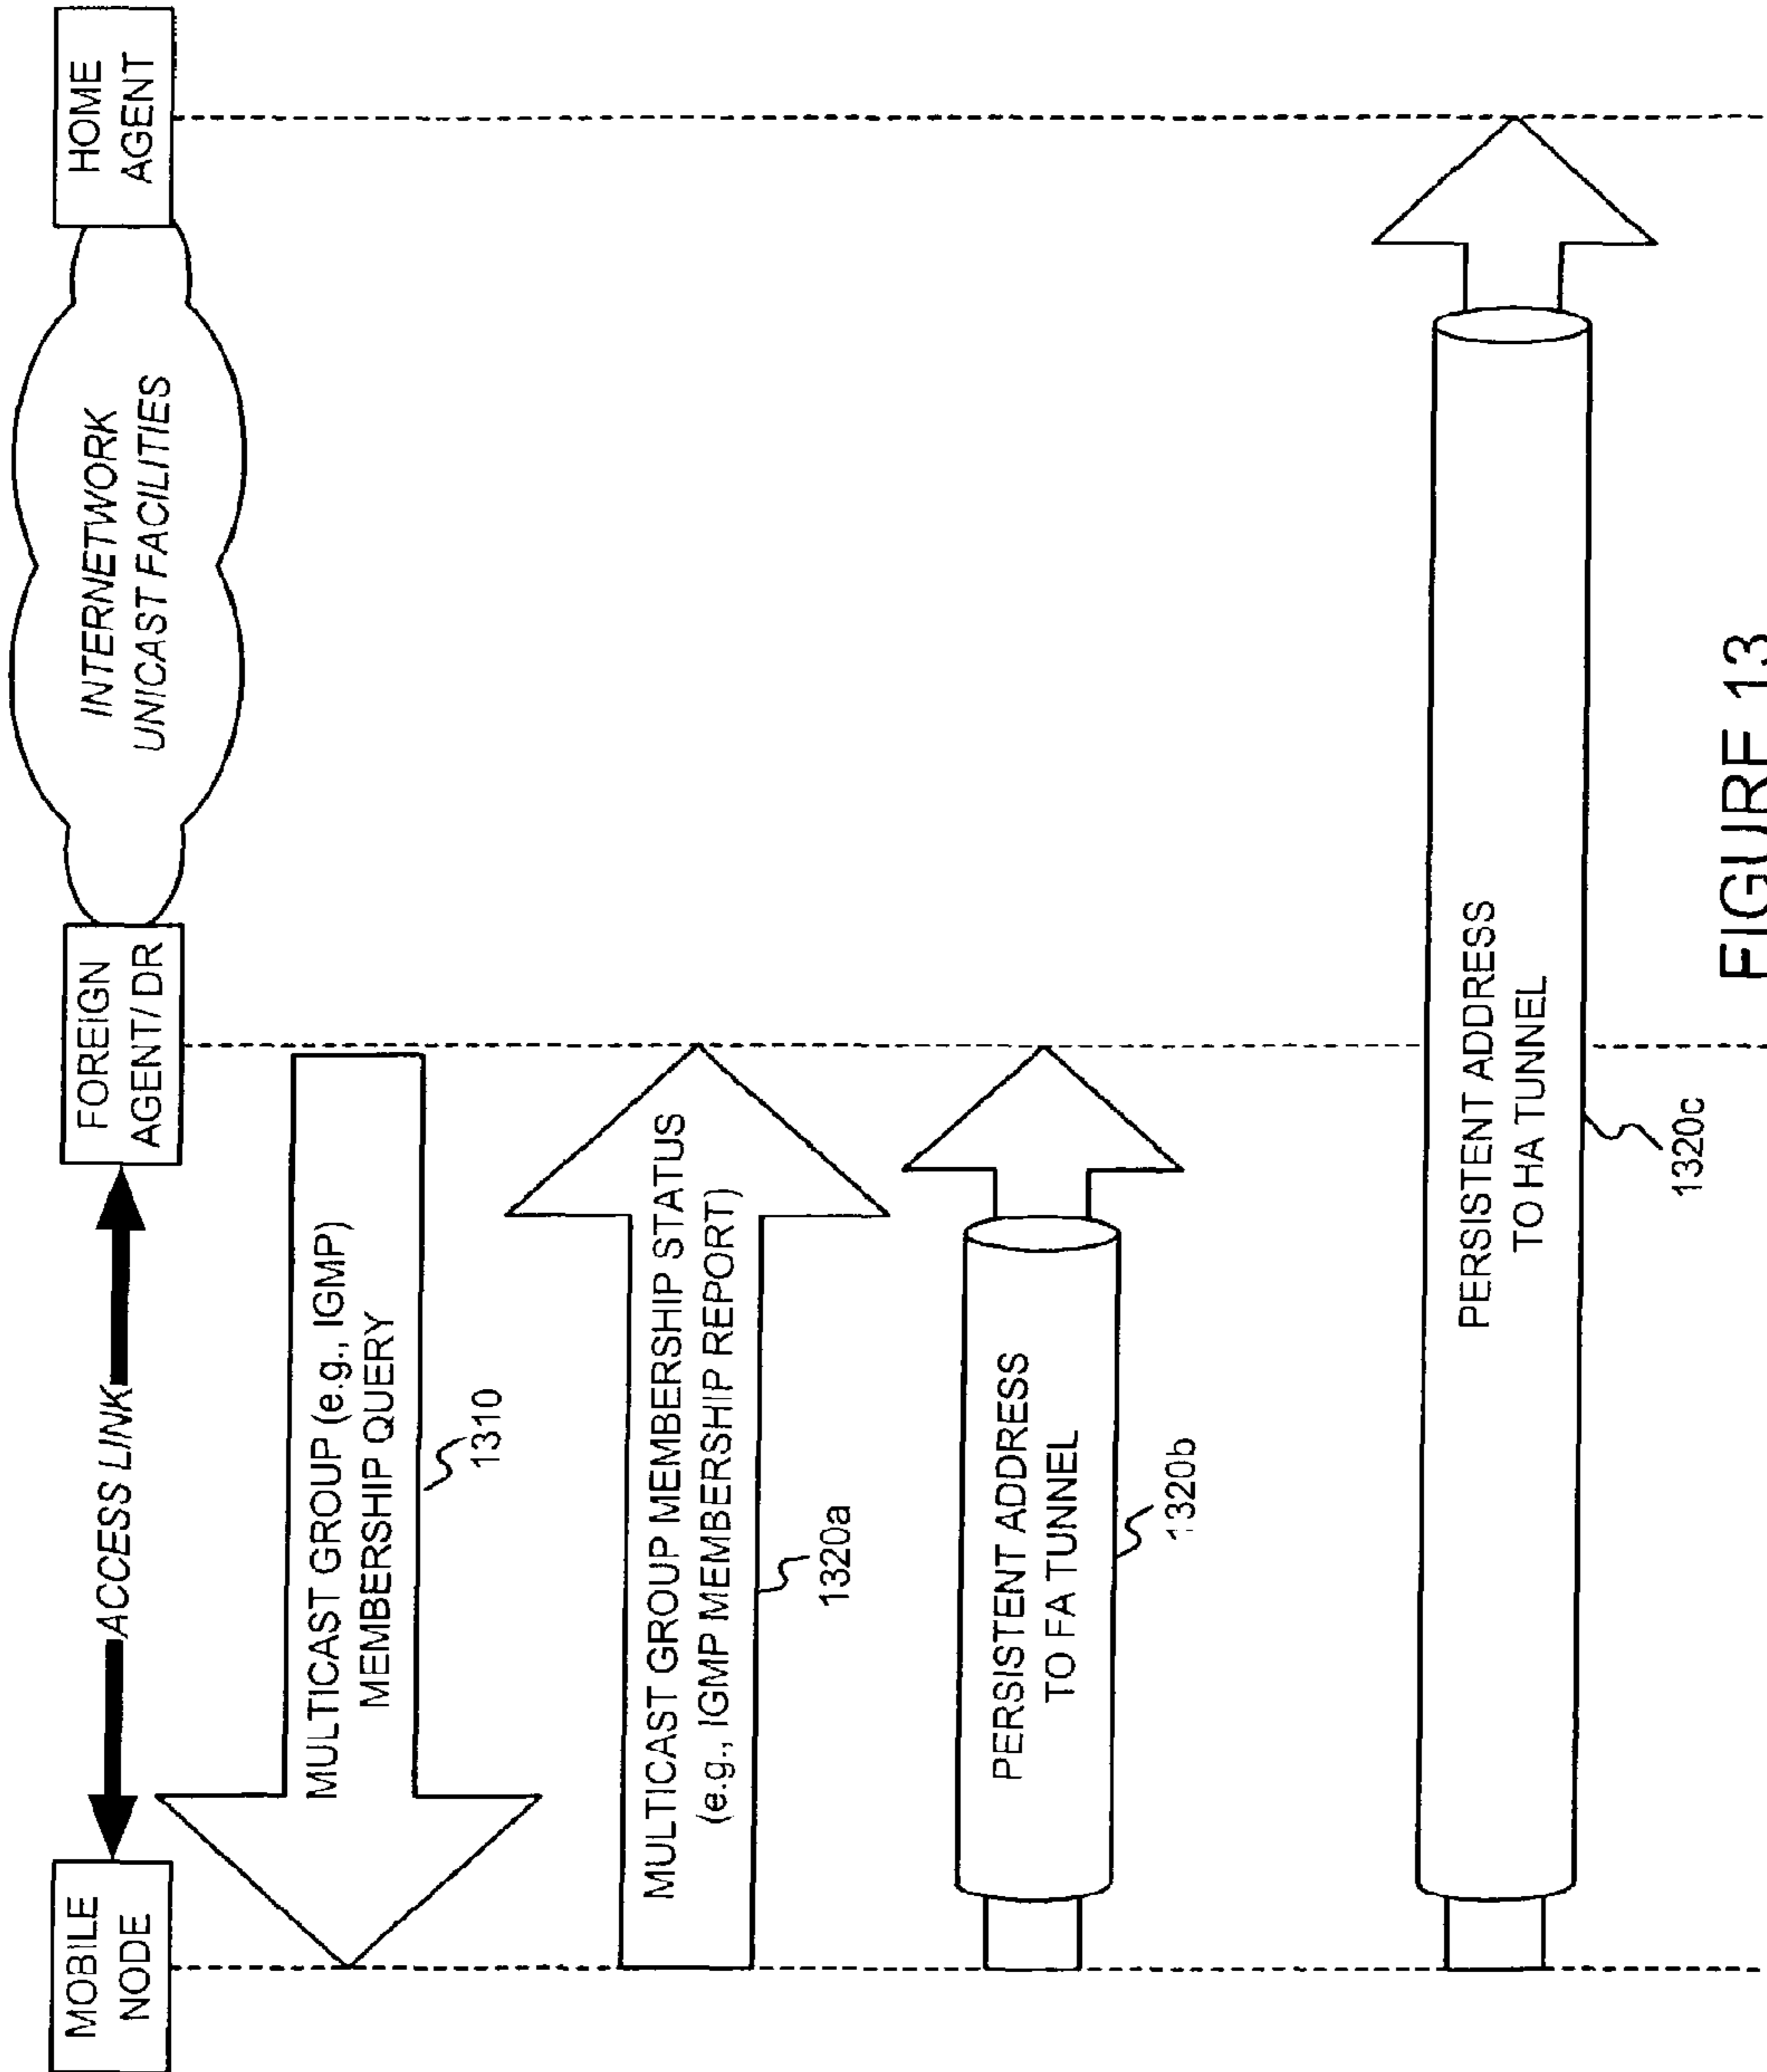 MOBILE
NODE
ACCESS LINK
FOREIGN
AGENT/DR
INTERNETWORK
UNICAST FACILITIES
HOME
AGENT
MULTICAST GROUP (e.g., IGMP)
MEMBERSHIP QUERY
1310
MULTICAST GROUP MEMBERSHIP STATUS
(e.g., IGMP MEMBERSHIP REPORT)
1320a
PERSISTENT ADDRESS
TO FA TUNNEL
1320b
PERSISTENT ADDRESS
TO HA TUNNEL
1320c
FIGURE 13